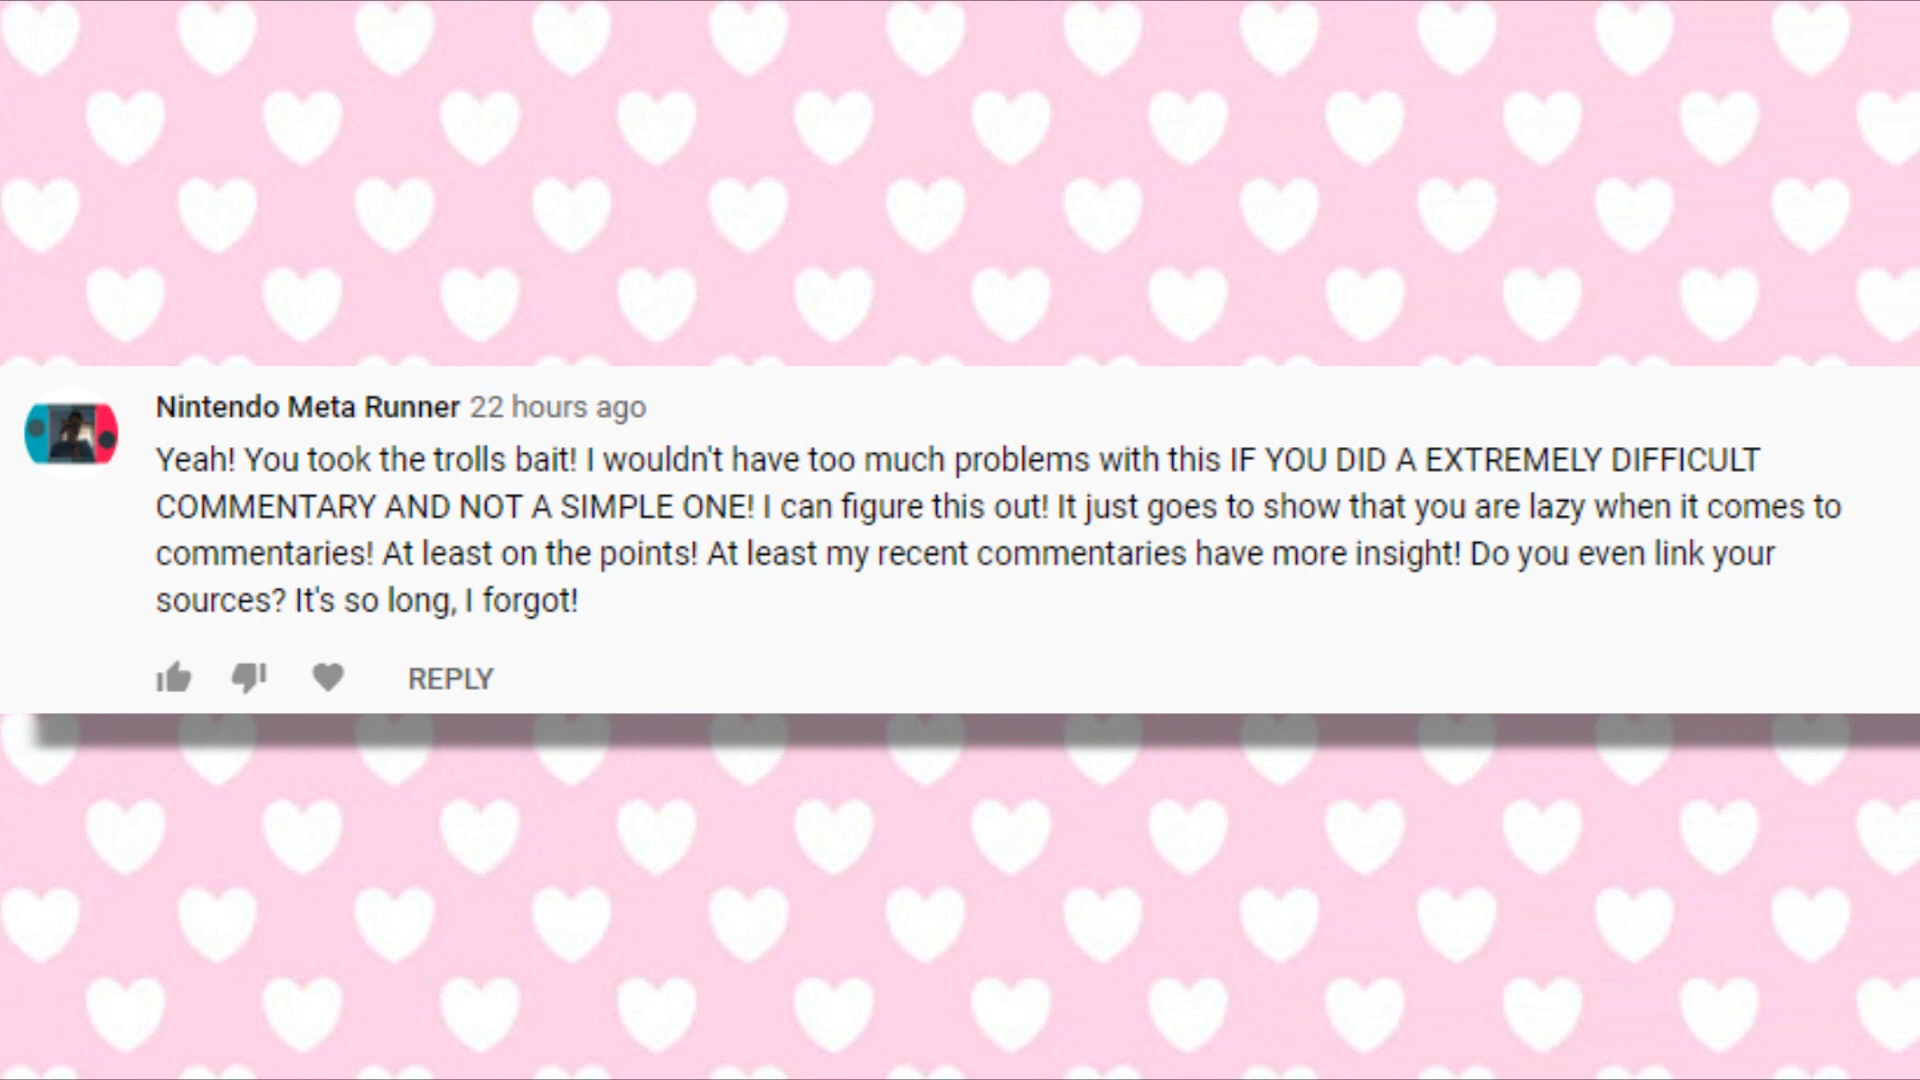 Nintendo Meta Runner 22 hours ago
Yeah! You took the trolls bait! I wouldn't have too much problems with this IF YOU DID A EXTREMELY DIFFICULT
COMMENTARY AND NOT A SIMPLE ONE! I can figure this out! It just goes to show that you are lazy when it comes to
commentaries! At least on the points! At least my recent commentaries have more insight! Do you even link your
sources? It's so long, I forgot!
REPLY